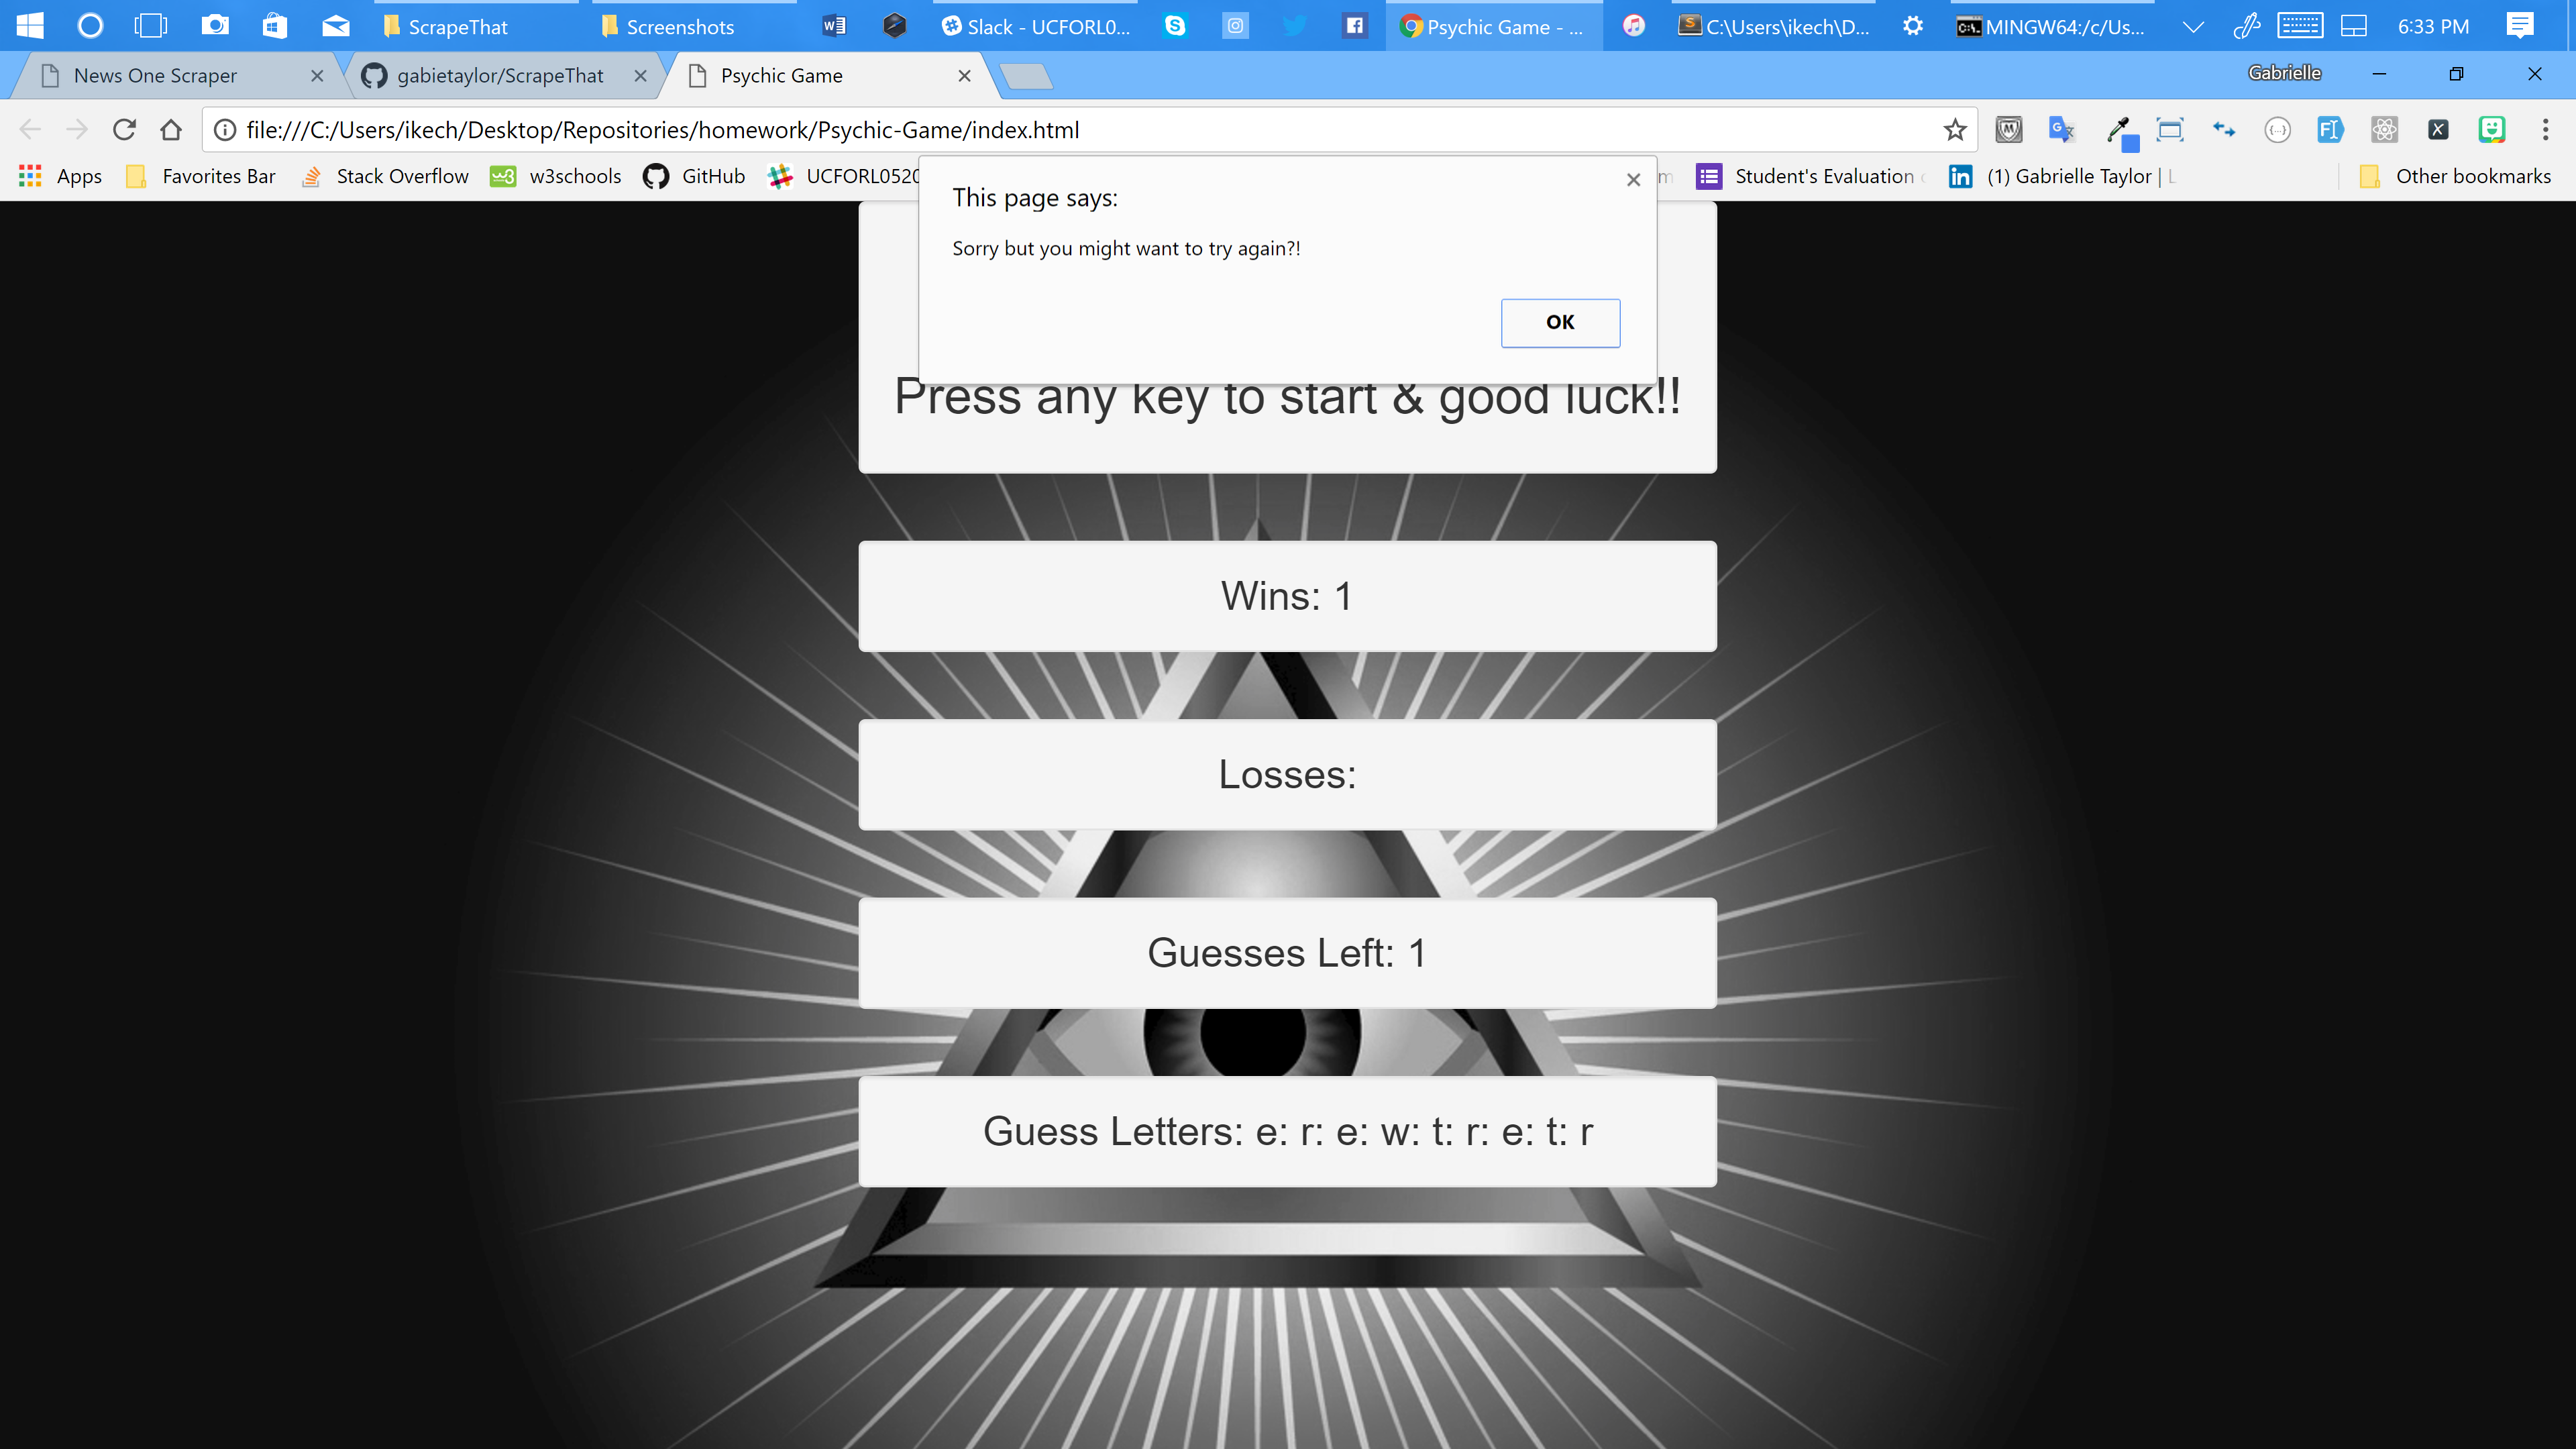 ScrapeThat
Screenshots
Slack - UCFORL0...
Psychic Game - ...
C:\Users\ikech\D...
MINGW64:/c/Us...
6:33 PM
News One Scraper
gabietaylor/ScrapeThat
Psychic Game
Gabrielle
file:///C:/Users/ikech/Desktop/Repositories/homework/Psychic-Game/index.html
Apps
Favorites Bar
Stack Overflow
w3schools
GitHub
UCFORL0520
Student's Evaluation
(1) Gabrielle Taylor | L
Other bookmarks
This page says:
Sorry but you might want to try again?!
OK
Press any key to start & good luck!!
Wins: 1
Losses:
Guesses Left: 1
Guess Letters: e: r: e: w: t: r: e: t: r